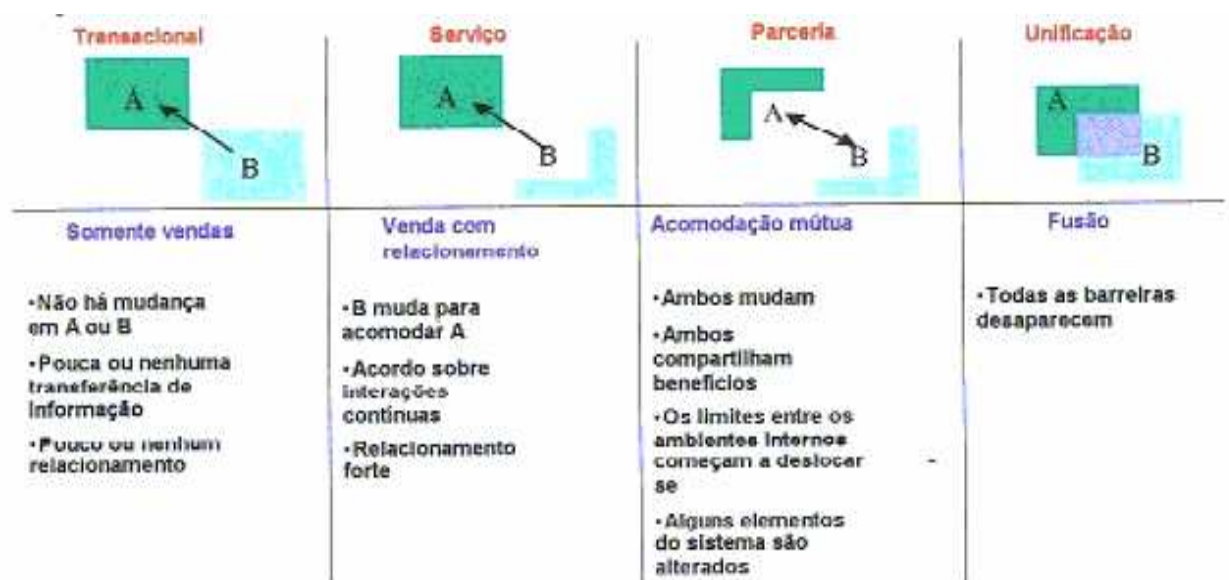 Transacional
A
B
Somente vendas
•Não há mudança
em A ou B
•Pouca ou nenhuma
transferência de
informação
•Pouco ou nenhum
relacionamento
Serviço
A
B
Venda com
relacionamento
•B muda para
acomodar A
•Acordo sobre
interações
contínuas
•Relacionamento
forte
Parceria
A
B
Acomodação mútua
•Ambos mudam
•Ambos
compartilham
benefícios
•Os limites entre os
ambientes internos
começam a deslocar -
se
•Alguns elementos
do sistema são
alterados
Unificação
A
B
Fusão
•Todas as barreiras
desaparecem